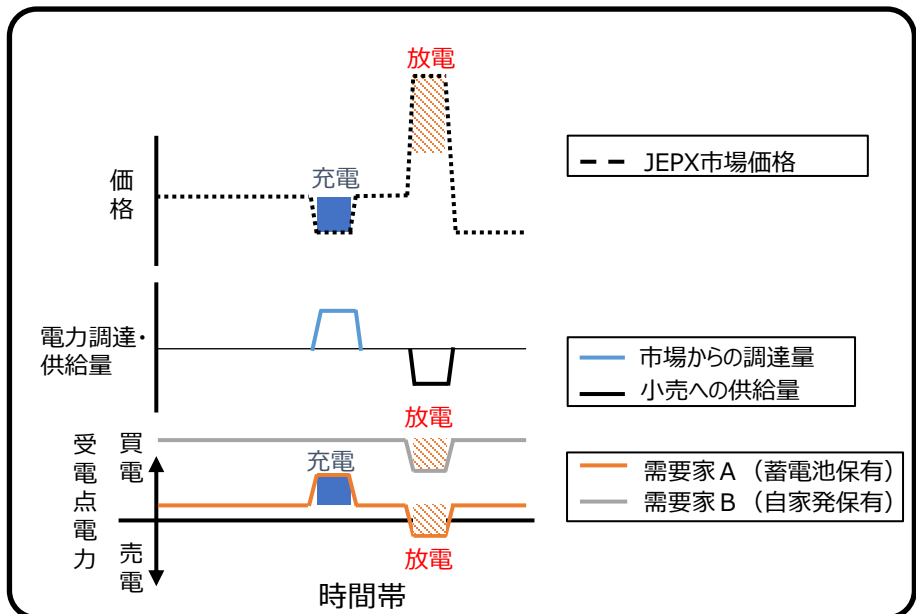 放電
充電
価格
JEPX市場価格
電力調達・
供給量
市場からの調達量
小売への供給量
放電
受電点電力
買電
売電
充電
需要家A（蓄電池保有）
需要家B（自家発保有）
放電
時間帯